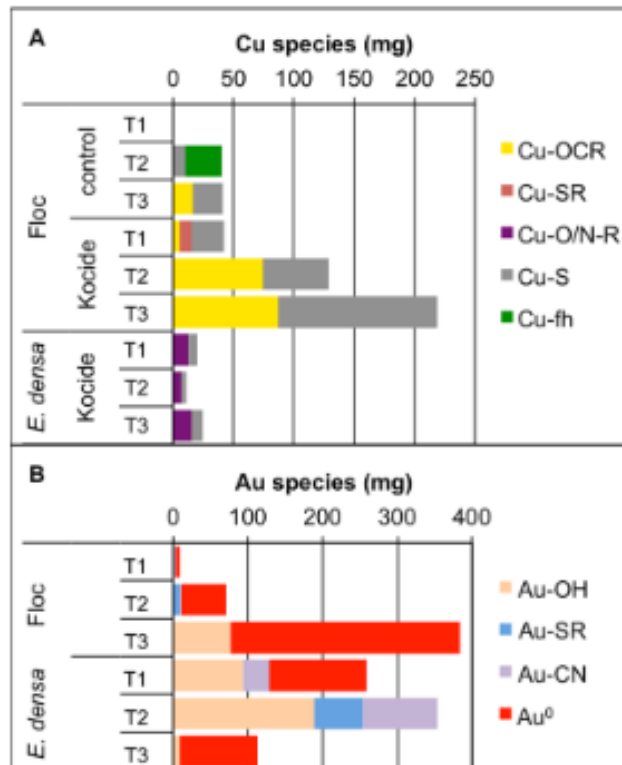 A
Cu species (mg)
0 50 100 150 200 250
Floc
control
T1
T2
T3
Kocide
T1
T2
T3
E. densa
Kocide
T1
T2
T3
Cu-OCR
Cu-SR
Cu-O/N-R
Cu-S
Cu-fh
B
Au species (mg)
0 100 200 300 400
Floc
T1
T2
T3
E. densa
T1
T2
T3
Au-OH
Au-SR
Au-CN
Au⁰